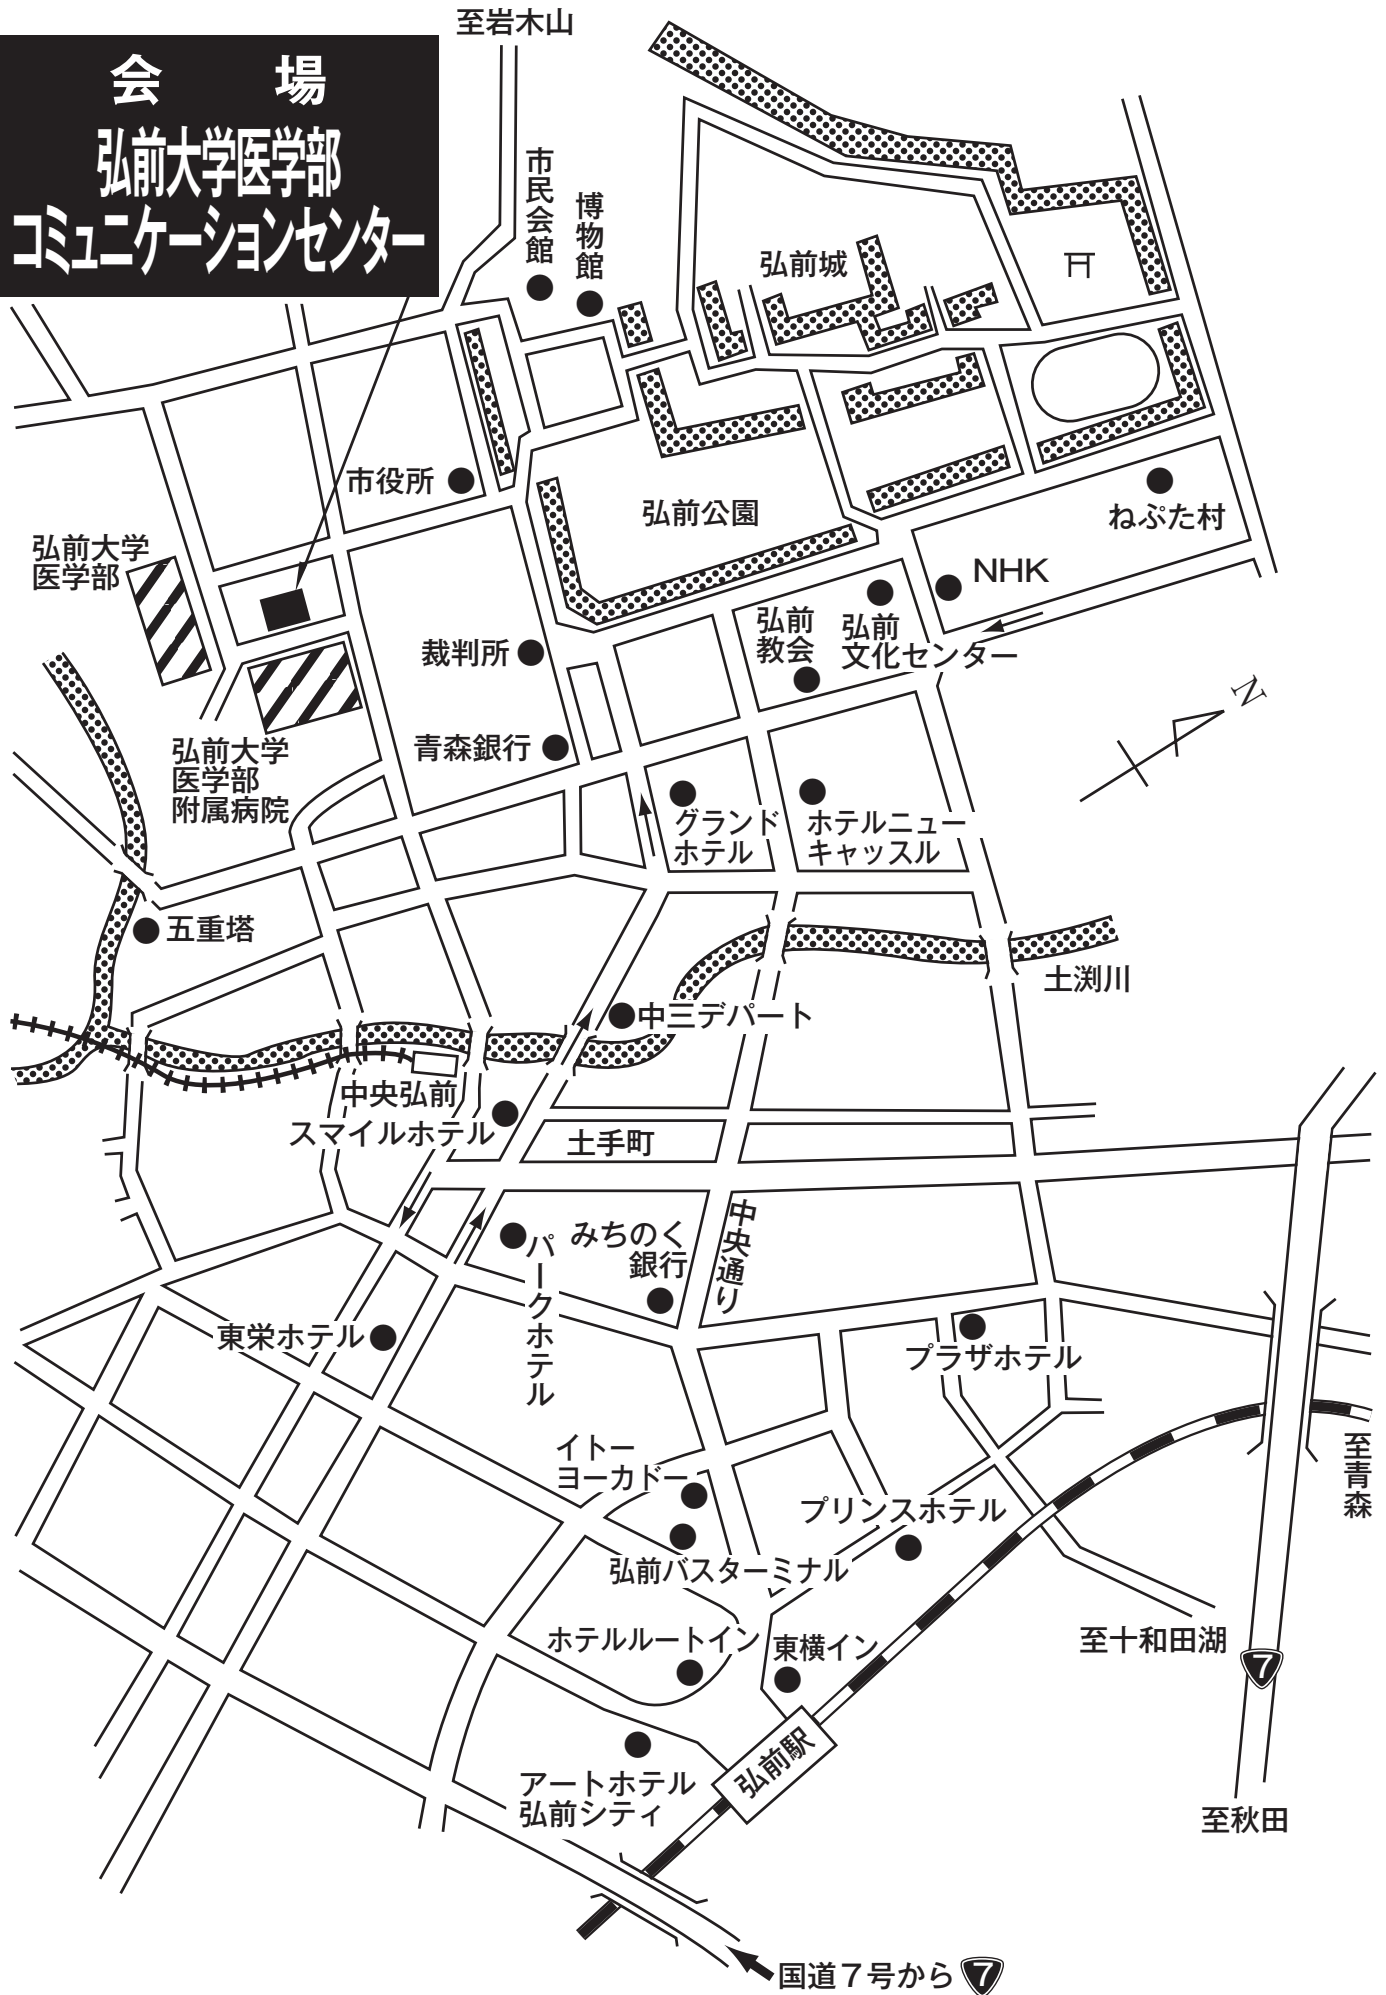 至岩木山
会　場
弘前大学医学部
コミュニケーションセンター
市民会館
博物館
弘前城
市役所
弘前公園
ねぷた村
弘前大学
医学部
NHK
弘前
教会
弘前
文化センター
裁判所
N
弘前大学
医学部
附属病院
青森銀行
グランド
ホテル
ホテルニュー
キャッスル
五重塔
土渕川
中三デパート
中央弘前
スマイルホテル
土手町
中央通り
パークホテル
みちのく
銀行
東栄ホテル
プラザホテル
イトー
ヨーカドー
至青森
プリンスホテル
弘前バスターミナル
ホテルルートイン
東横イン
至十和田湖
7
弘前駅
アートホテル
弘前シティ
至秋田
国道７号から 7